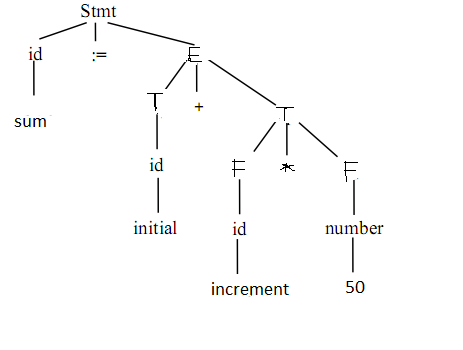 Stmt
id := E
sum
T + T
id F * F
initial id number
increment 50